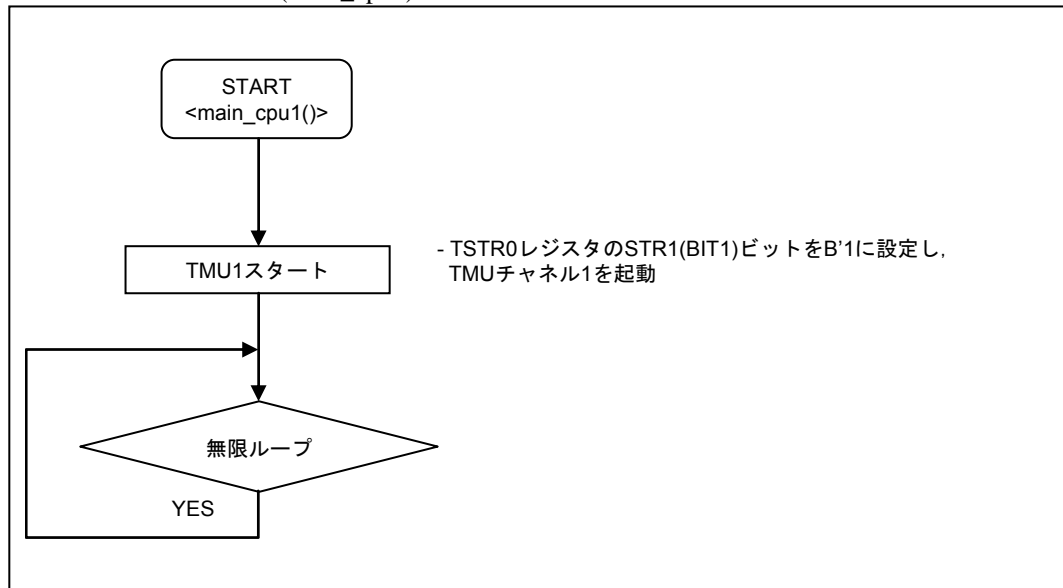 START
<main_cpu1()>
TMU1スタート
- TSTR0レジスタのSTR1(BIT1)ビットをB'1に設定し,
TMUチャネル1を起動
無限ループ
YES